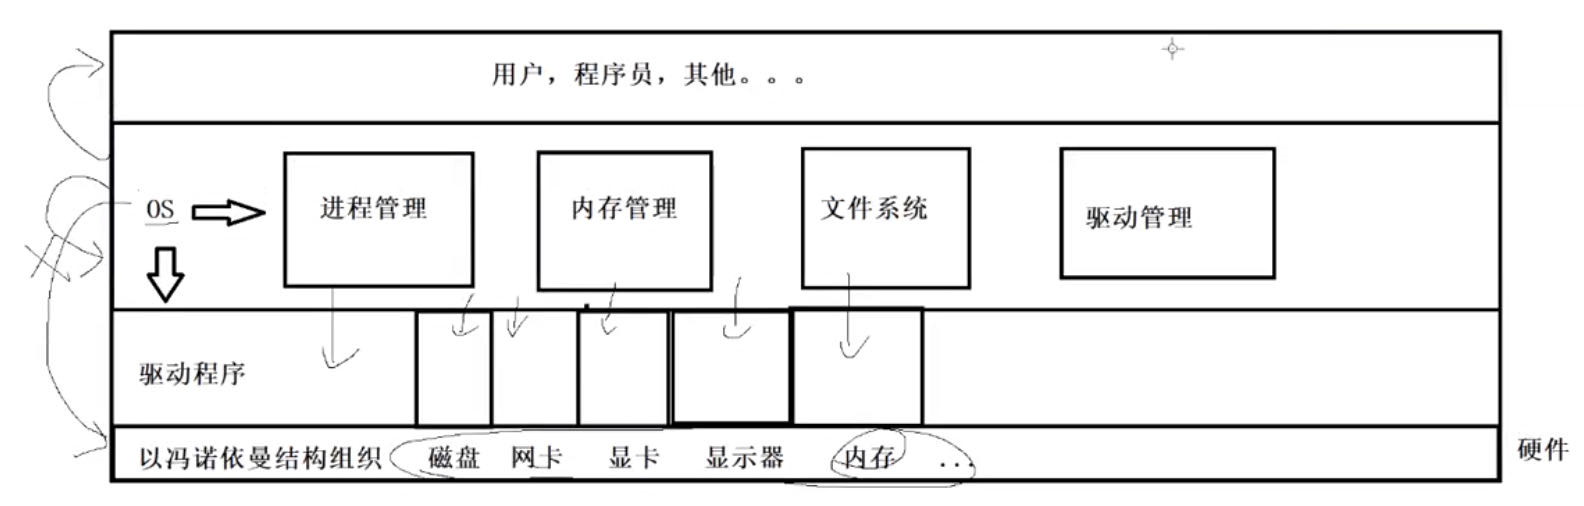 用户，程序员，其他。。。
OS 进程管理 内存管理 文件系统 驱动管理
驱动程序
以冯诺依曼结构组织 磁盘 网卡 显卡 显示器 内存 ... 硬件